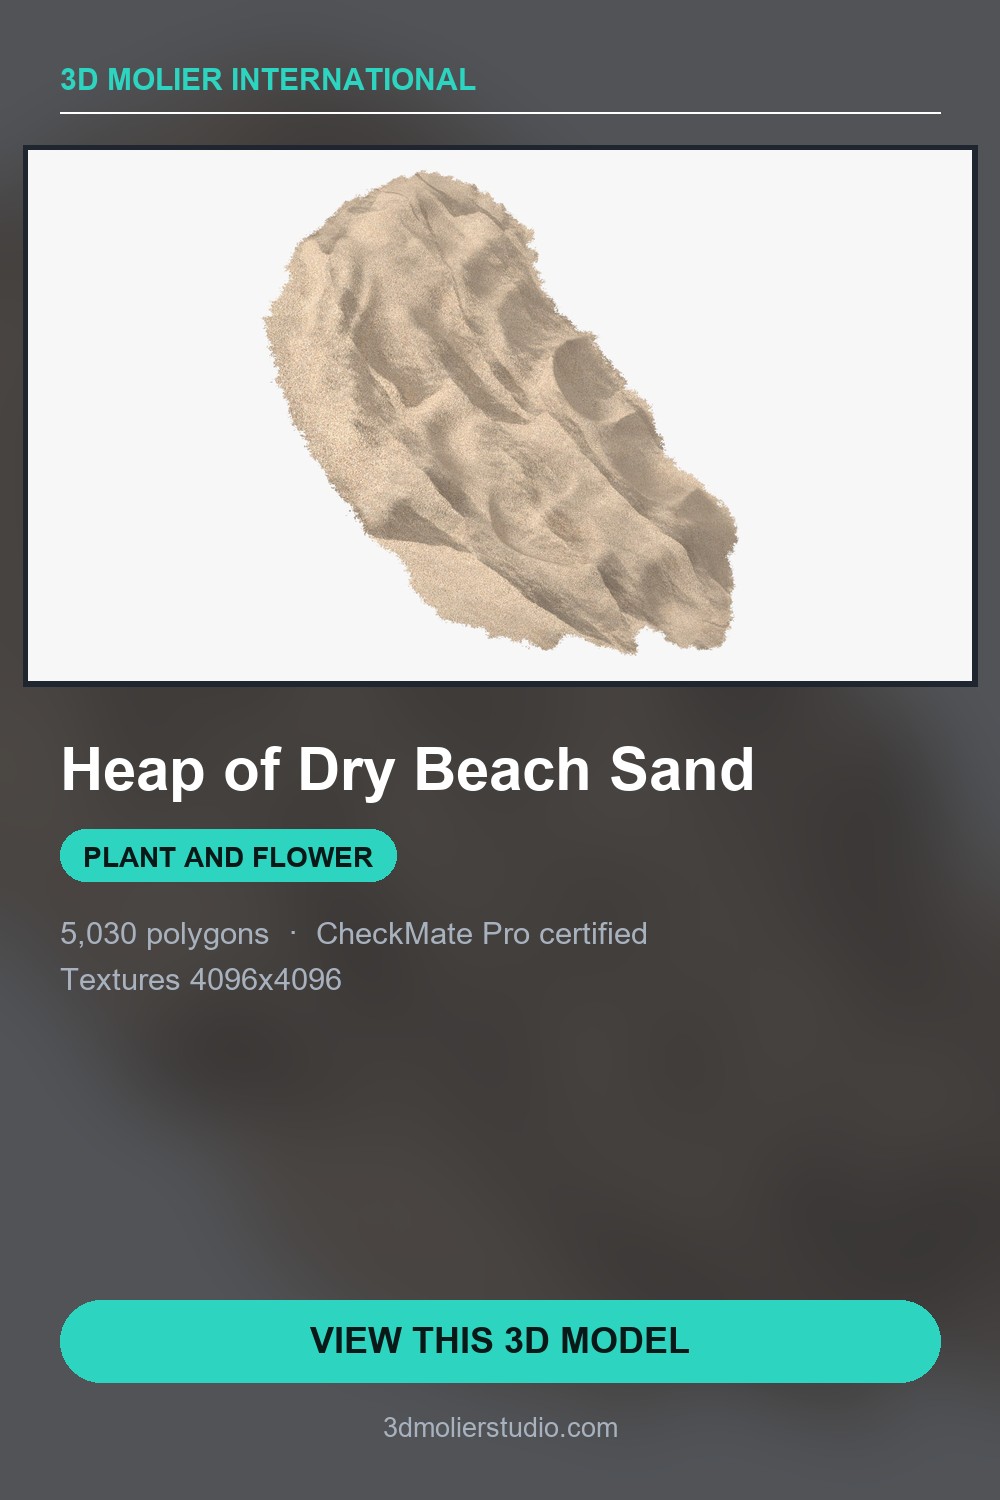 3D MOLIER INTERNATIONAL
Heap of Dry Beach Sand
PLANT AND FLOWER
5,030 polygons · CheckMate Pro certified
Textures 4096x4096
VIEW THIS 3D MODEL
3dmolierstudio.com